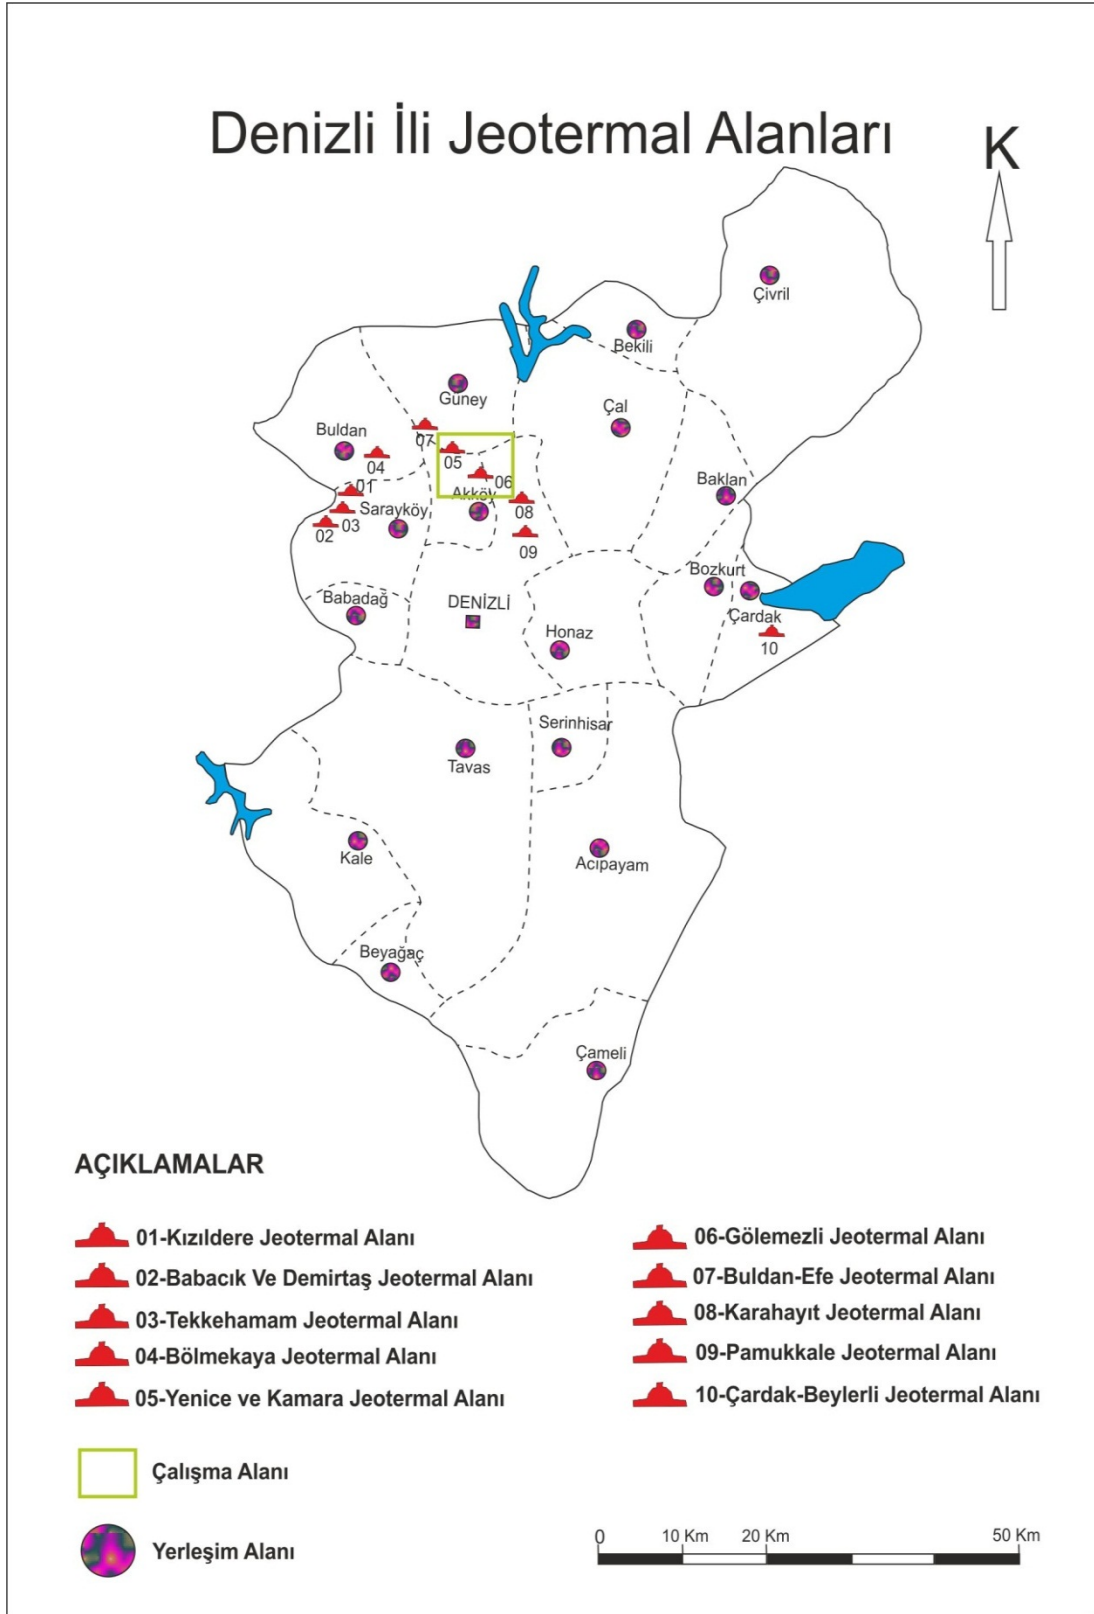 Denizli İli Jeotermal Alanları
K
Çivril
Bekili
Güney
Çal
Buldan
07
05
04
06
Baklan
01
Akköy
08
Sarayköy
03
02
09
Bozkurt
Babadağ
DENİZLİ
Çardak
Honaz
10
Serinhisar
Tavas
Kale
Acıpayam
Beyağaç
Çameli
AÇIKLAMALAR
01-Kızıldere Jeotermal Alanı
02-Babacık Ve Demirtaş Jeotermal Alanı
03-Tekkehamam Jeotermal Alanı
04-Bölmekaya Jeotermal Alanı
05-Yenice ve Kamara Jeotermal Alanı
06-Gölemezli Jeotermal Alanı
07-Buldan-Efe Jeotermal Alanı
08-Karahayıt Jeotermal Alanı
09-Pamukkale Jeotermal Alanı
10-Çardak-Beylerli Jeotermal Alanı
Çalışma Alanı
Yerleşim Alanı
0 10 Km 20 Km 50 Km